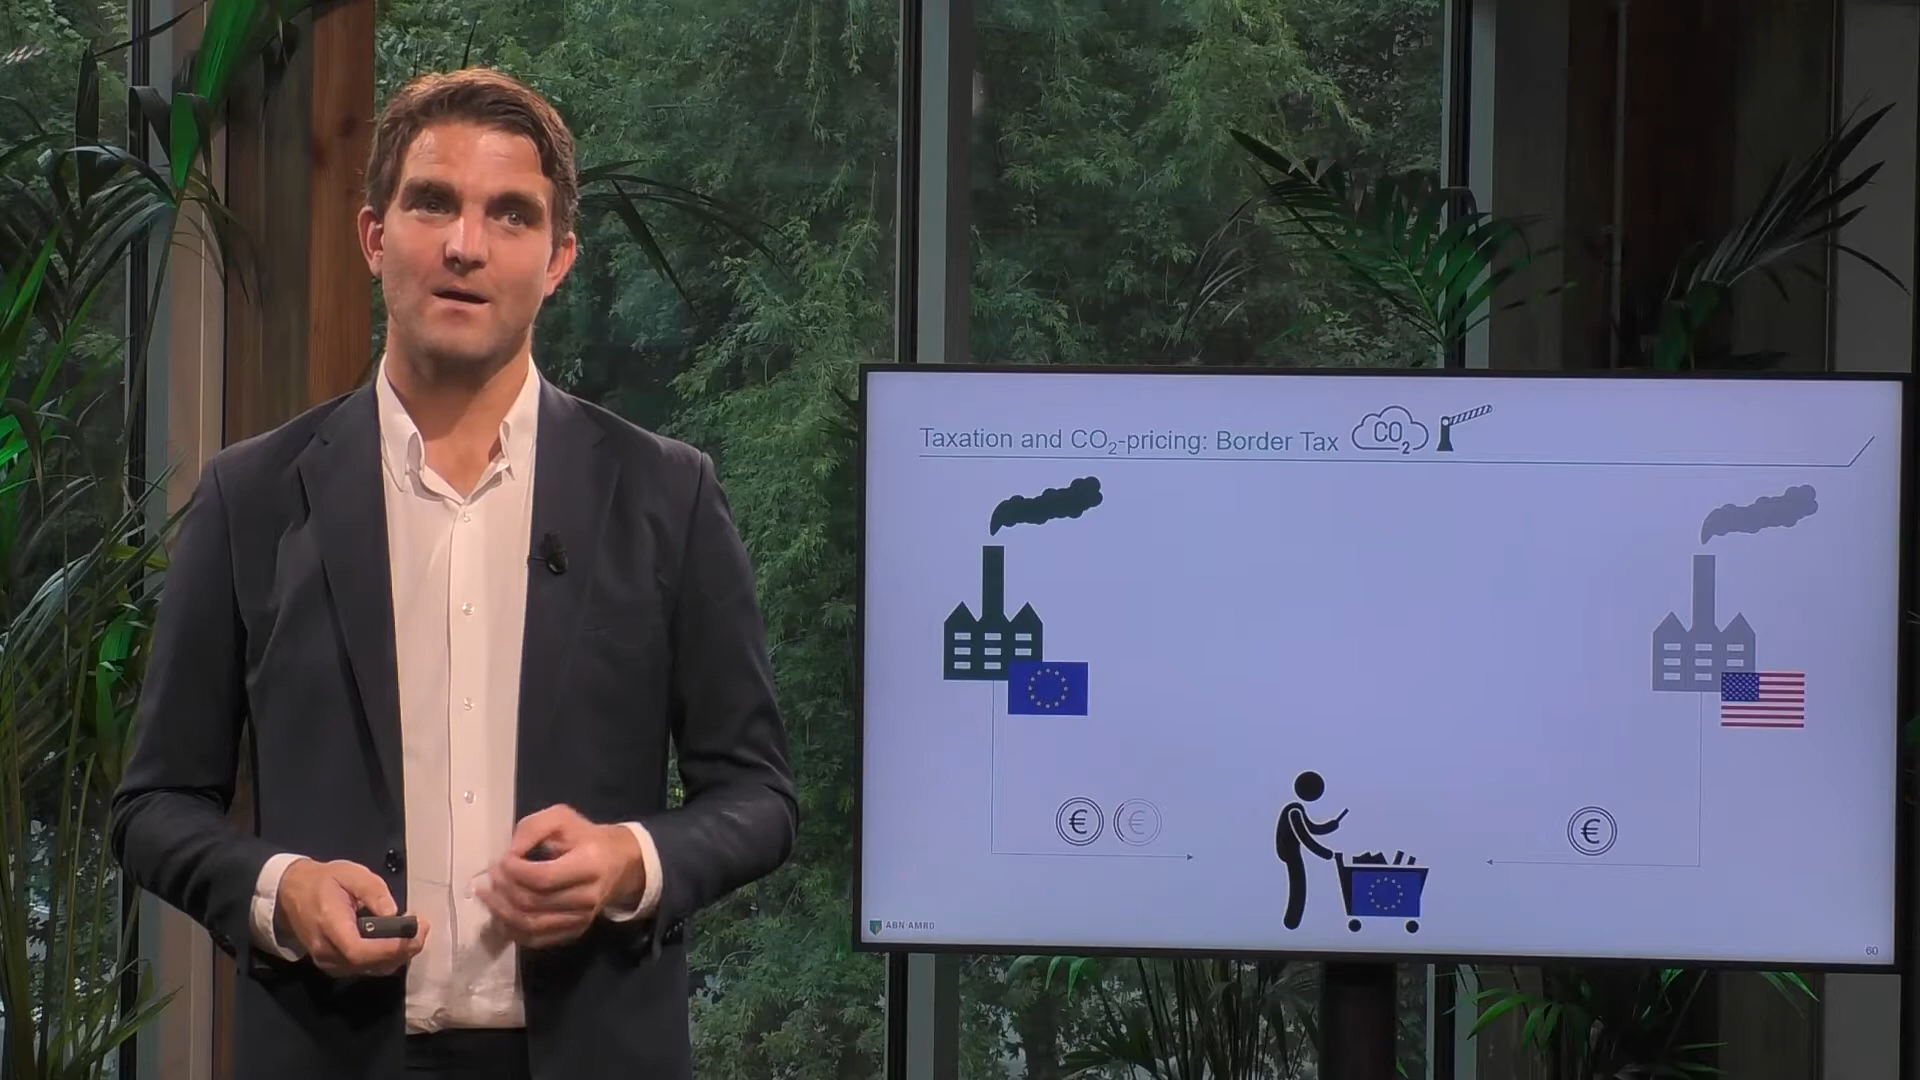 Taxation and CO₂-pricing: Border Tax
CO₂
€ €
€
ABN·AMRO
60